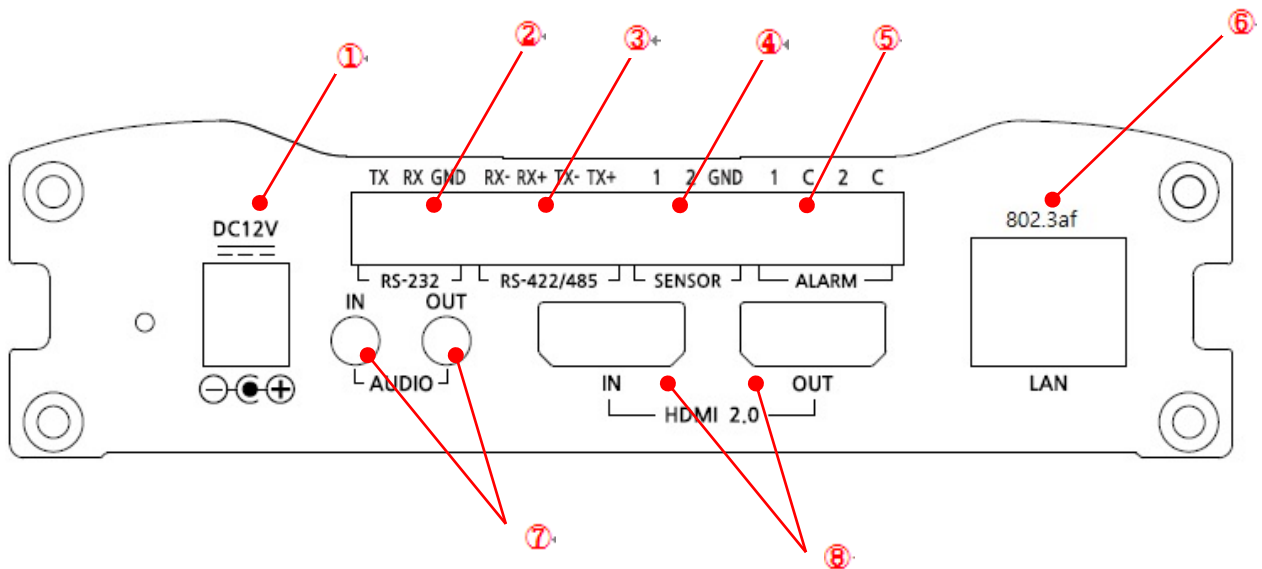 ① ② ③ ④ ⑤ ⑥
TX RX GND RX- RX+ TX- TX+ 1 2 GND 1 C 2 C
DC12V
802.3af
RS-232 RS-422/485 SENSOR ALARM
IN OUT
AUDIO
IN OUT
HDMI 2.0
LAN
⑦ ⑧